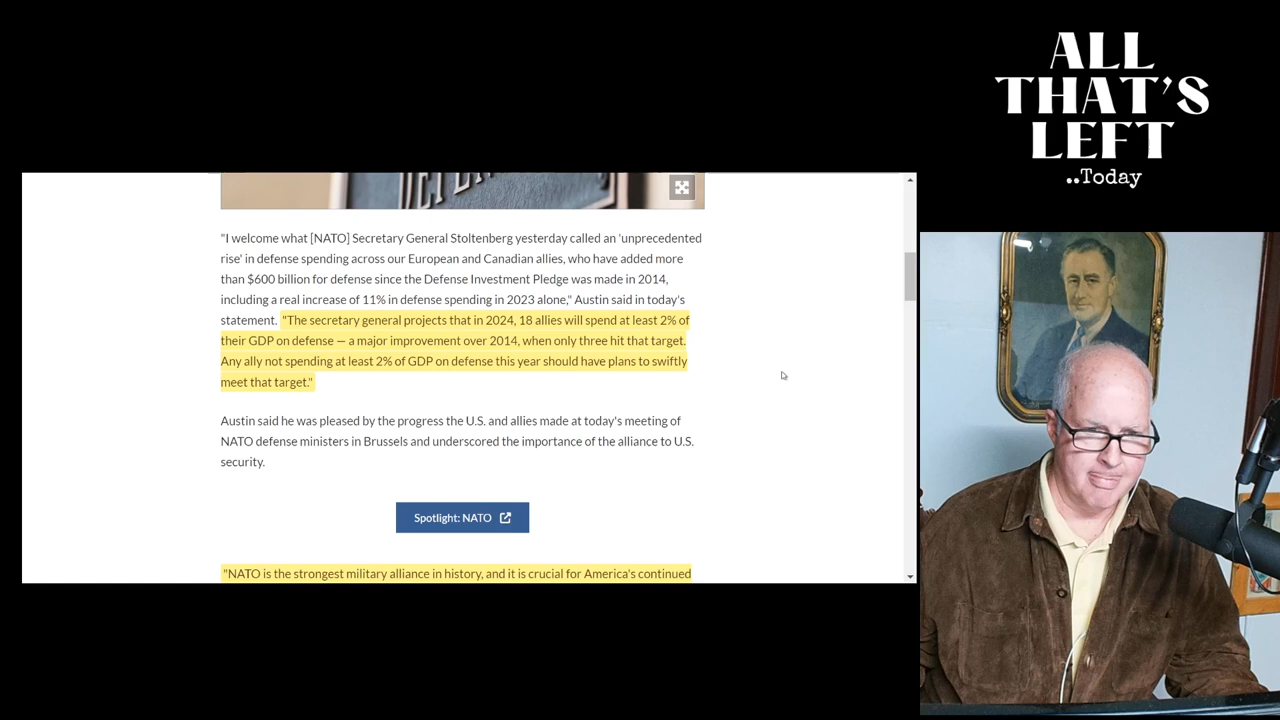 ALL
THAT'S
LEFT
..Today
"I welcome what [NATO] Secretary General Stoltenberg yesterday called an 'unprecedented
rise' in defense spending across our European and Canadian allies, who have added more
than $600 billion for defense since the Defense Investment Pledge was made in 2014,
including a real increase of 11% in defense spending in 2023 alone," Austin said in today's
statement. "The secretary general projects that in 2024, 18 allies will spend at least 2% of
their GDP on defense — a major improvement over 2014, when only three hit that target.
Any ally not spending at least 2% of GDP on defense this year should have plans to swiftly
meet that target."
Austin said he was pleased by the progress the U.S. and allies made at today's meeting of
NATO defense ministers in Brussels and underscored the importance of the alliance to U.S.
security.
Spotlight: NATO
"NATO is the strongest military alliance in history, and it is crucial for America's continued